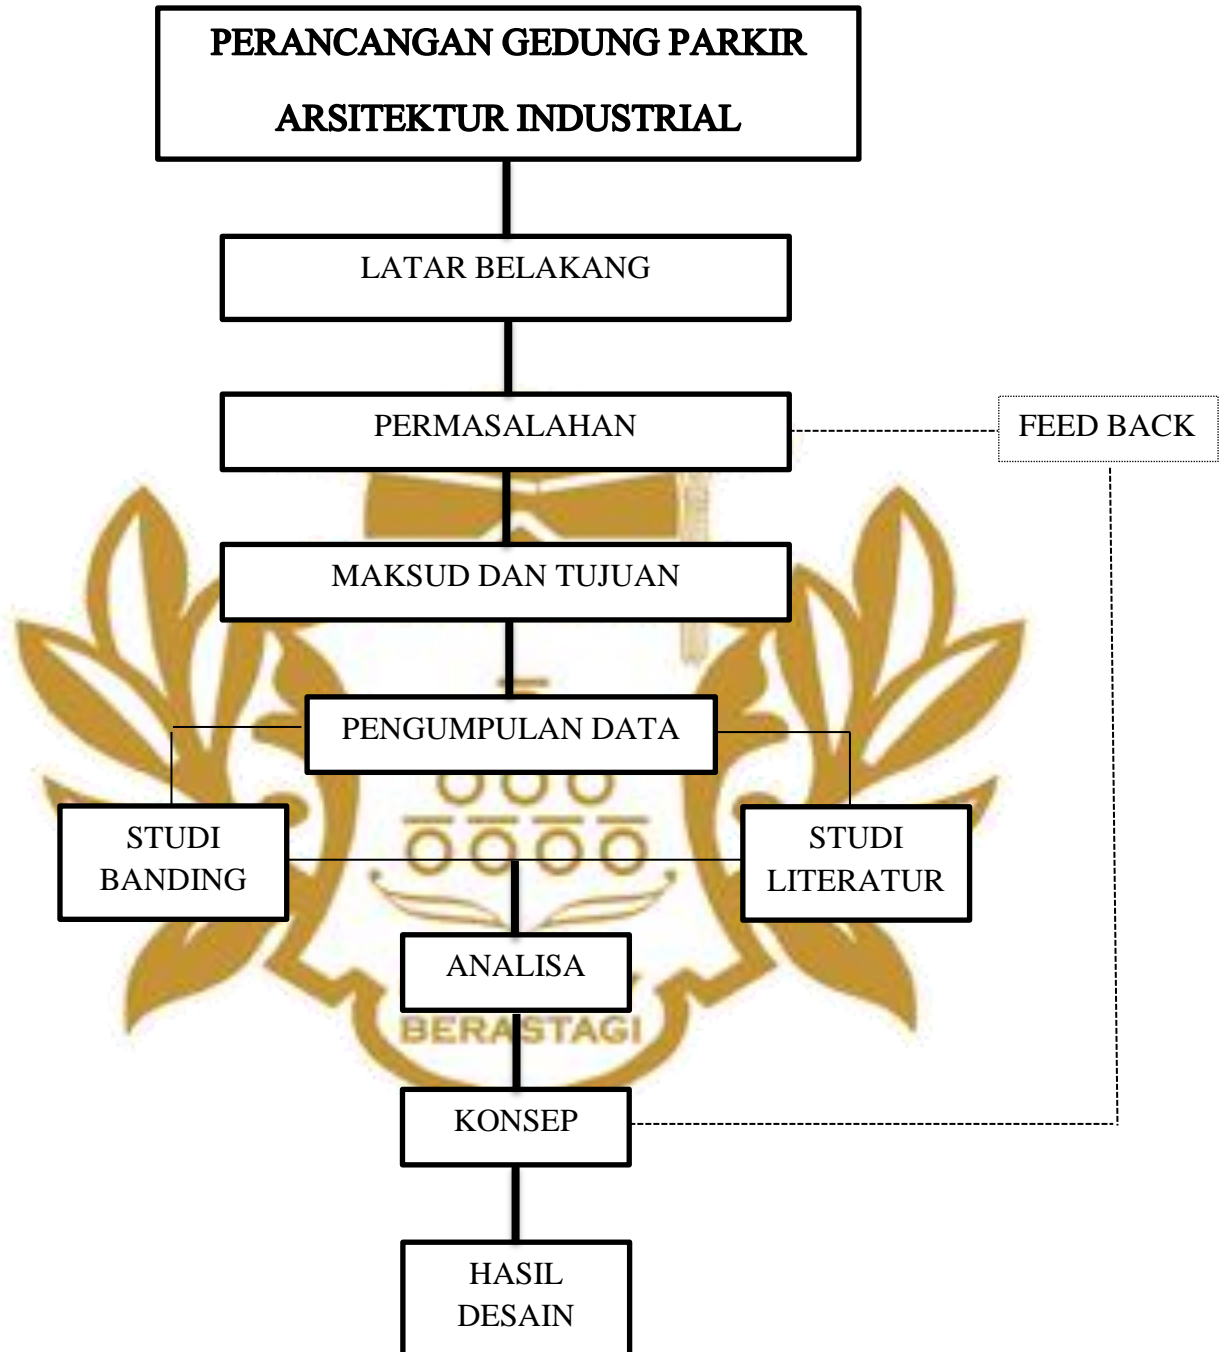 PERANCANGAN GEDUNG PARKIR
ARSITEKTUR INDUSTRIAL
LATAR BELAKANG
PERMASALAHAN
FEED BACK
MAKSUD DAN TUJUAN
PENGUMPULAN DATA
STUDI
BANDING
STUDI
LITERATUR
ANALISA
BERASTAGI
KONSEP
HASIL
DESAIN